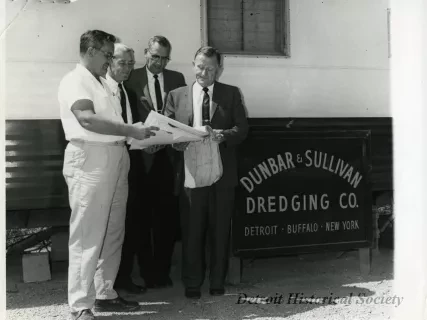 DUNBAR & SULLIVAN
DREDGING CO.
DETROIT · BUFFALO · NEW YORK
Detroit Historical Society